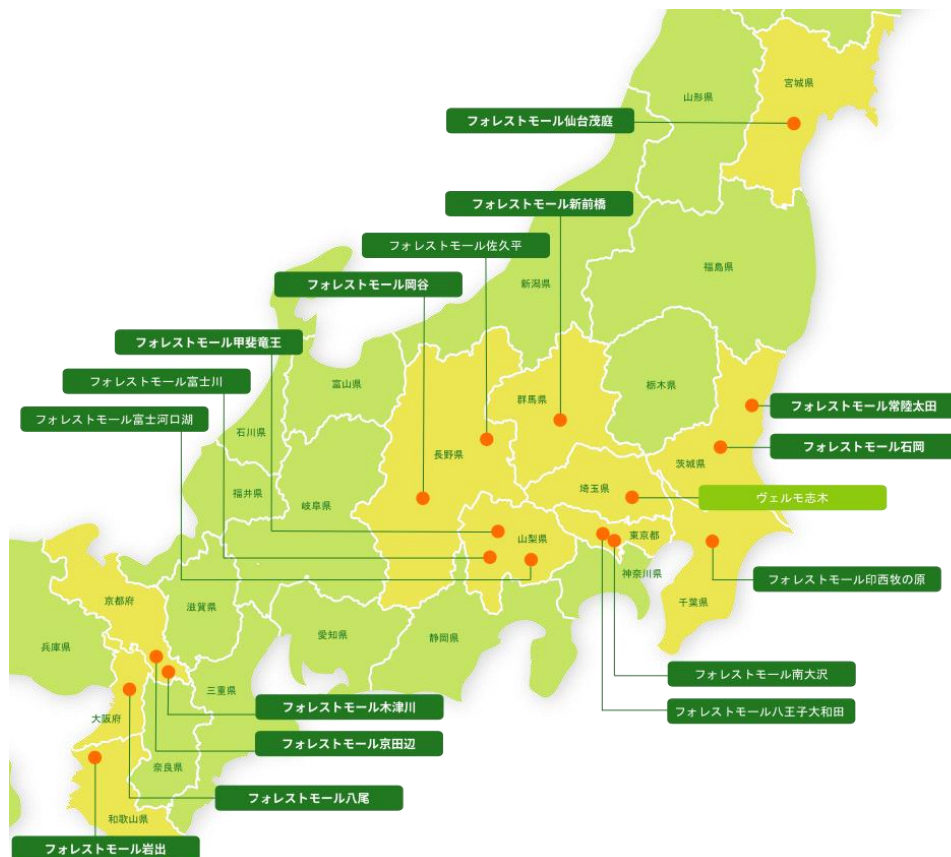 宮城県
山形県
フォレストモール仙台茂庭
フォレストモール新前橋
フォレストモール佐久平
福島県
新潟県
フォレストモール岡谷
フォレストモール甲斐竜王
フォレストモール富士川
富山県
栃木県
群馬県
フォレストモール常陸太田
フォレストモール富士河口湖
石川県
フォレストモール石岡
長野県
茨城県
福井県
岐阜県
埼玉県
ヴェルモ志木
山梨県
東京都
神奈川県
フォレストモール印西牧の原
京都府
滋賀県
千葉県
愛知県
静岡県
兵庫県
フォレストモール南大沢
三重県
フォレストモール木津川
フォレストモール八王子大和田
大阪府
フォレストモール京田辺
奈良県
フォレストモール八尾
和歌山県
フォレストモール岩出